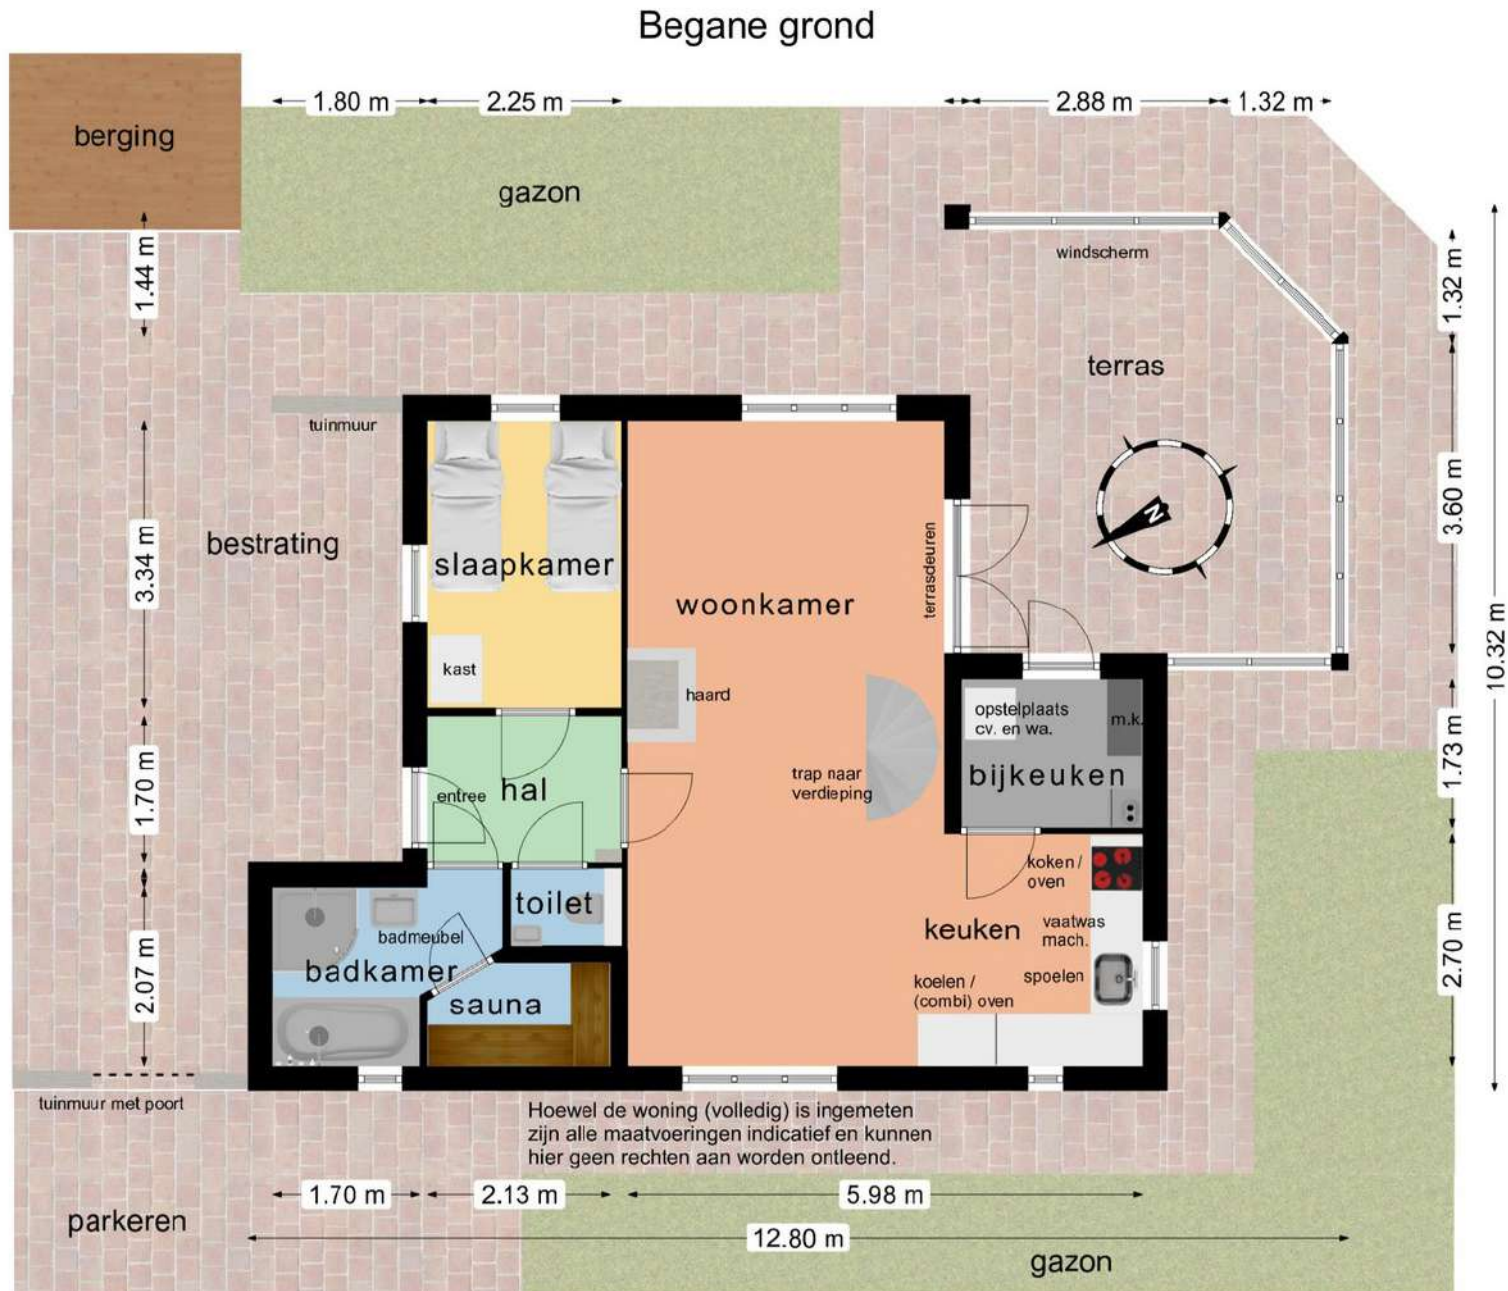 Begane grond
berging
1.80 m
2.25 m
2.88 m
1.32 m
gazon
windscherm
1.44 m
1.32 m
terras
tuinmuur
bestrating
3.34 m
slaapkamer
woonkamer
terrasdeuren
N
3.60 m
10.32 m
kast
haard
opstelplaats
cv. en wa.
m.k.
bijkeuken
1.73 m
trap naar
verdieping
entree
hal
1.70 m
koken /
oven
toilet
badmeubel
badkamer
sauna
keuken
vaatwas
mach.
spoelen
koelen /
(combi) oven
2.07 m
2.70 m
tuinmuur met poort
Hoewel de woning (volledig) is ingemeten
zijn alle maatvoeringen indicatief en kunnen
hier geen rechten aan worden ontleend.
1.70 m
2.13 m
5.98 m
parkeren
12.80 m
gazon